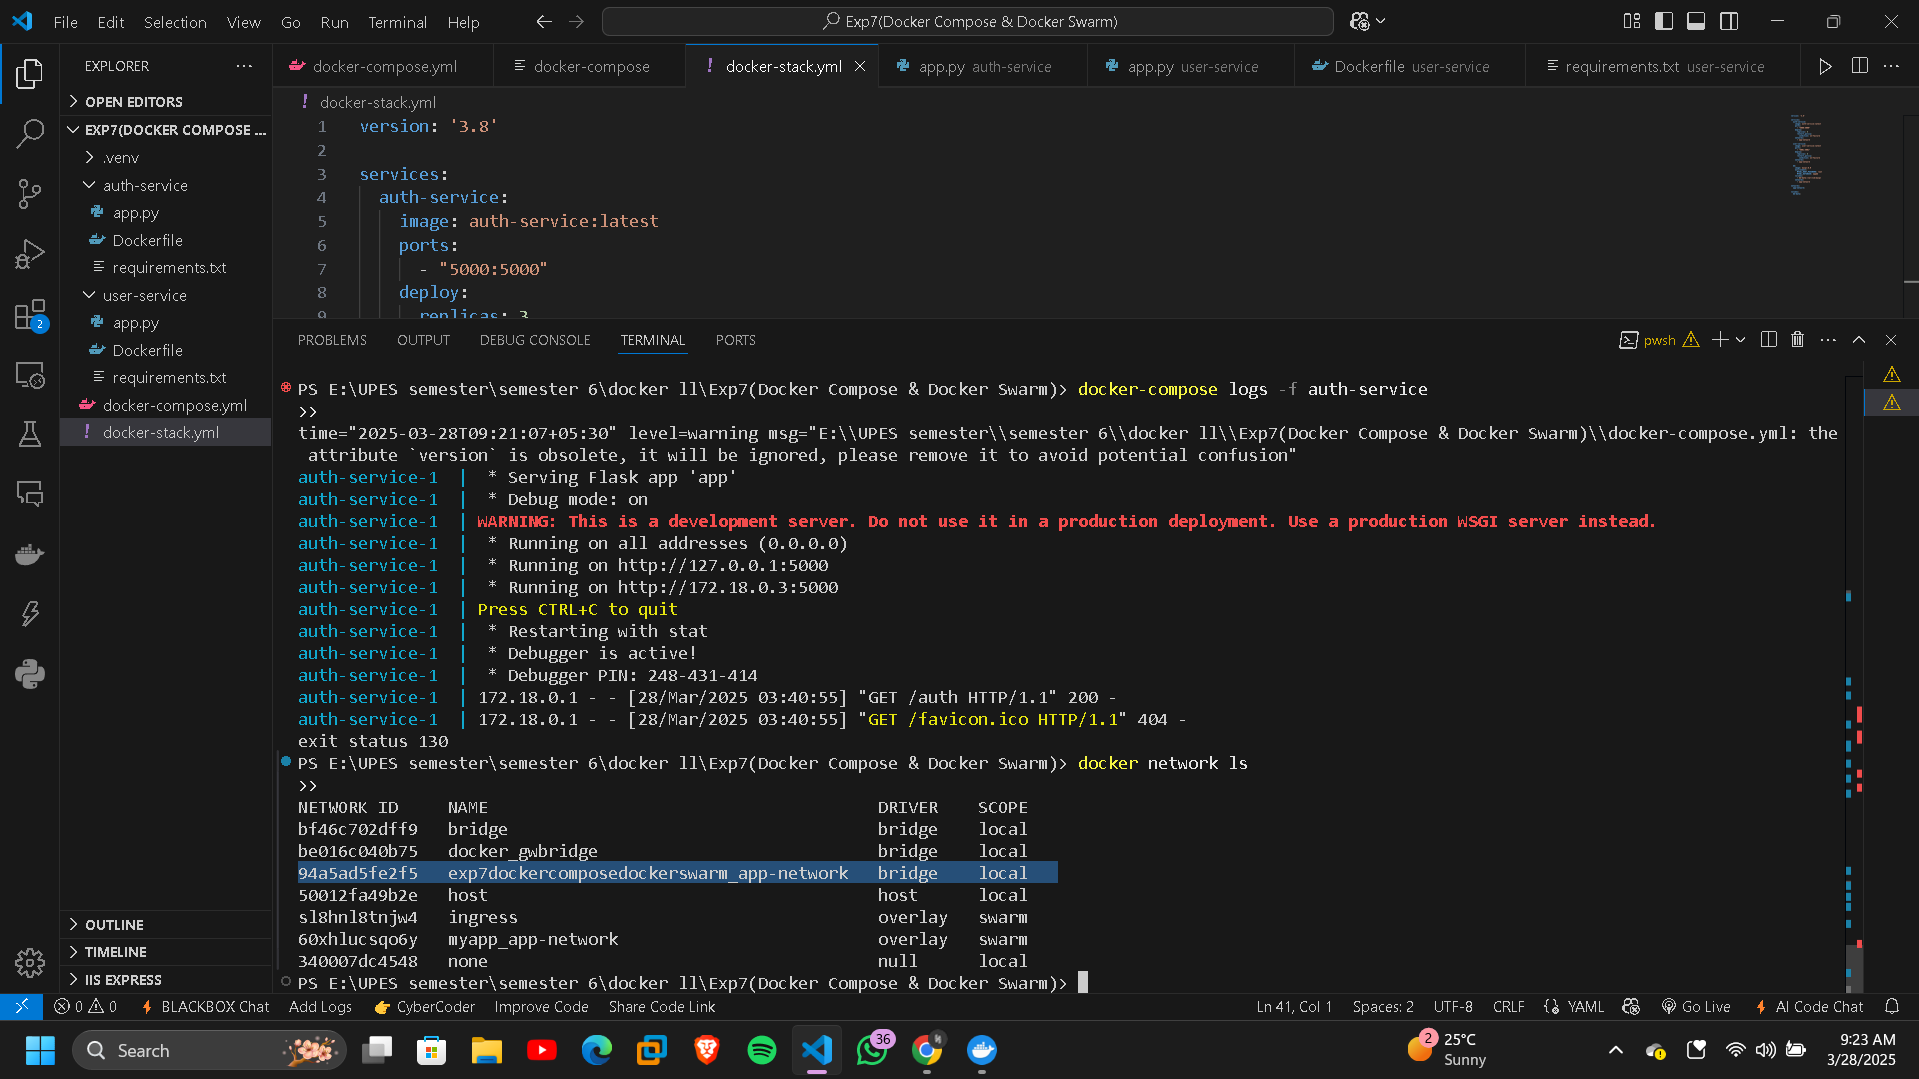 File Edit Selection View Go Run Terminal Help
Exp7(Docker Compose & Docker Swarm)
EXPLORER
OPEN EDITORS
EXP7(DOCKER COMPOSE ...
.venv
auth-service
app.py
Dockerfile
requirements.txt
user-service
app.py
Dockerfile
requirements.txt
docker-compose.yml
docker-stack.yml
OUTLINE
TIMELINE
IIS EXPRESS
2
docker-compose.yml docker-compose docker-stack.yml app.py auth-service app.py user-service Dockerfile user-service requirements.txt user-service
docker-stack.yml
1 version: '3.8'
2
3 services:
4 auth-service:
5 image: auth-service:latest
6 ports:
7 - "5000:5000"
8 deploy:
9 replicas: 3
PROBLEMS OUTPUT DEBUG CONSOLE TERMINAL PORTS
pwsh
PS E:\UPES semester\semester 6\docker ll\Exp7(Docker Compose & Docker Swarm)> docker-compose logs -f auth-service
>>
time="2025-03-28T09:21:07+05:30" level=warning msg="E:\\UPES semester\\semester 6\\docker ll\\Exp7(Docker Compose & Docker Swarm)\\docker-compose.yml: the
attribute `version` is obsolete, it will be ignored, please remove it to avoid potential confusion"
auth-service-1 | * Serving Flask app 'app'
auth-service-1 | * Debug mode: on
auth-service-1 | WARNING: This is a development server. Do not use it in a production deployment. Use a production WSGI server instead.
auth-service-1 | * Running on all addresses (0.0.0.0)
auth-service-1 | * Running on http://127.0.0.1:5000
auth-service-1 | * Running on http://172.18.0.3:5000
auth-service-1 | Press CTRL+C to quit
auth-service-1 | * Restarting with stat
auth-service-1 | * Debugger is active!
auth-service-1 | * Debugger PIN: 248-431-414
auth-service-1 | 172.18.0.1 - - [28/Mar/2025 03:40:55] "GET /auth HTTP/1.1" 200 -
auth-service-1 | 172.18.0.1 - - [28/Mar/2025 03:40:55] "GET /favicon.ico HTTP/1.1" 404 -
exit status 130
PS E:\UPES semester\semester 6\docker ll\Exp7(Docker Compose & Docker Swarm)> docker network ls
>>
NETWORK ID NAME DRIVER SCOPE
bf46c702dff9 bridge bridge local
be016c040b75 docker_gwbridge bridge local
94a5ad5fe2f5 exp7dockercomposedockerswarm_app-network bridge local
50012fa49b2e host host local
sl8hnl8tnjw4 ingress overlay swarm
60xhlucsqo6y myapp_app-network overlay swarm
340007dc4548 none null local
PS E:\UPES semester\semester 6\docker ll\Exp7(Docker Compose & Docker Swarm)>
0 0 BLACKBOX Chat Add Logs CyberCoder Improve Code Share Code Link Ln 41, Col 1 Spaces: 2 UTF-8 CRLF YAML Go Live AI Code Chat
Search
36
2
25°C
Sunny
9:23 AM
3/28/2025